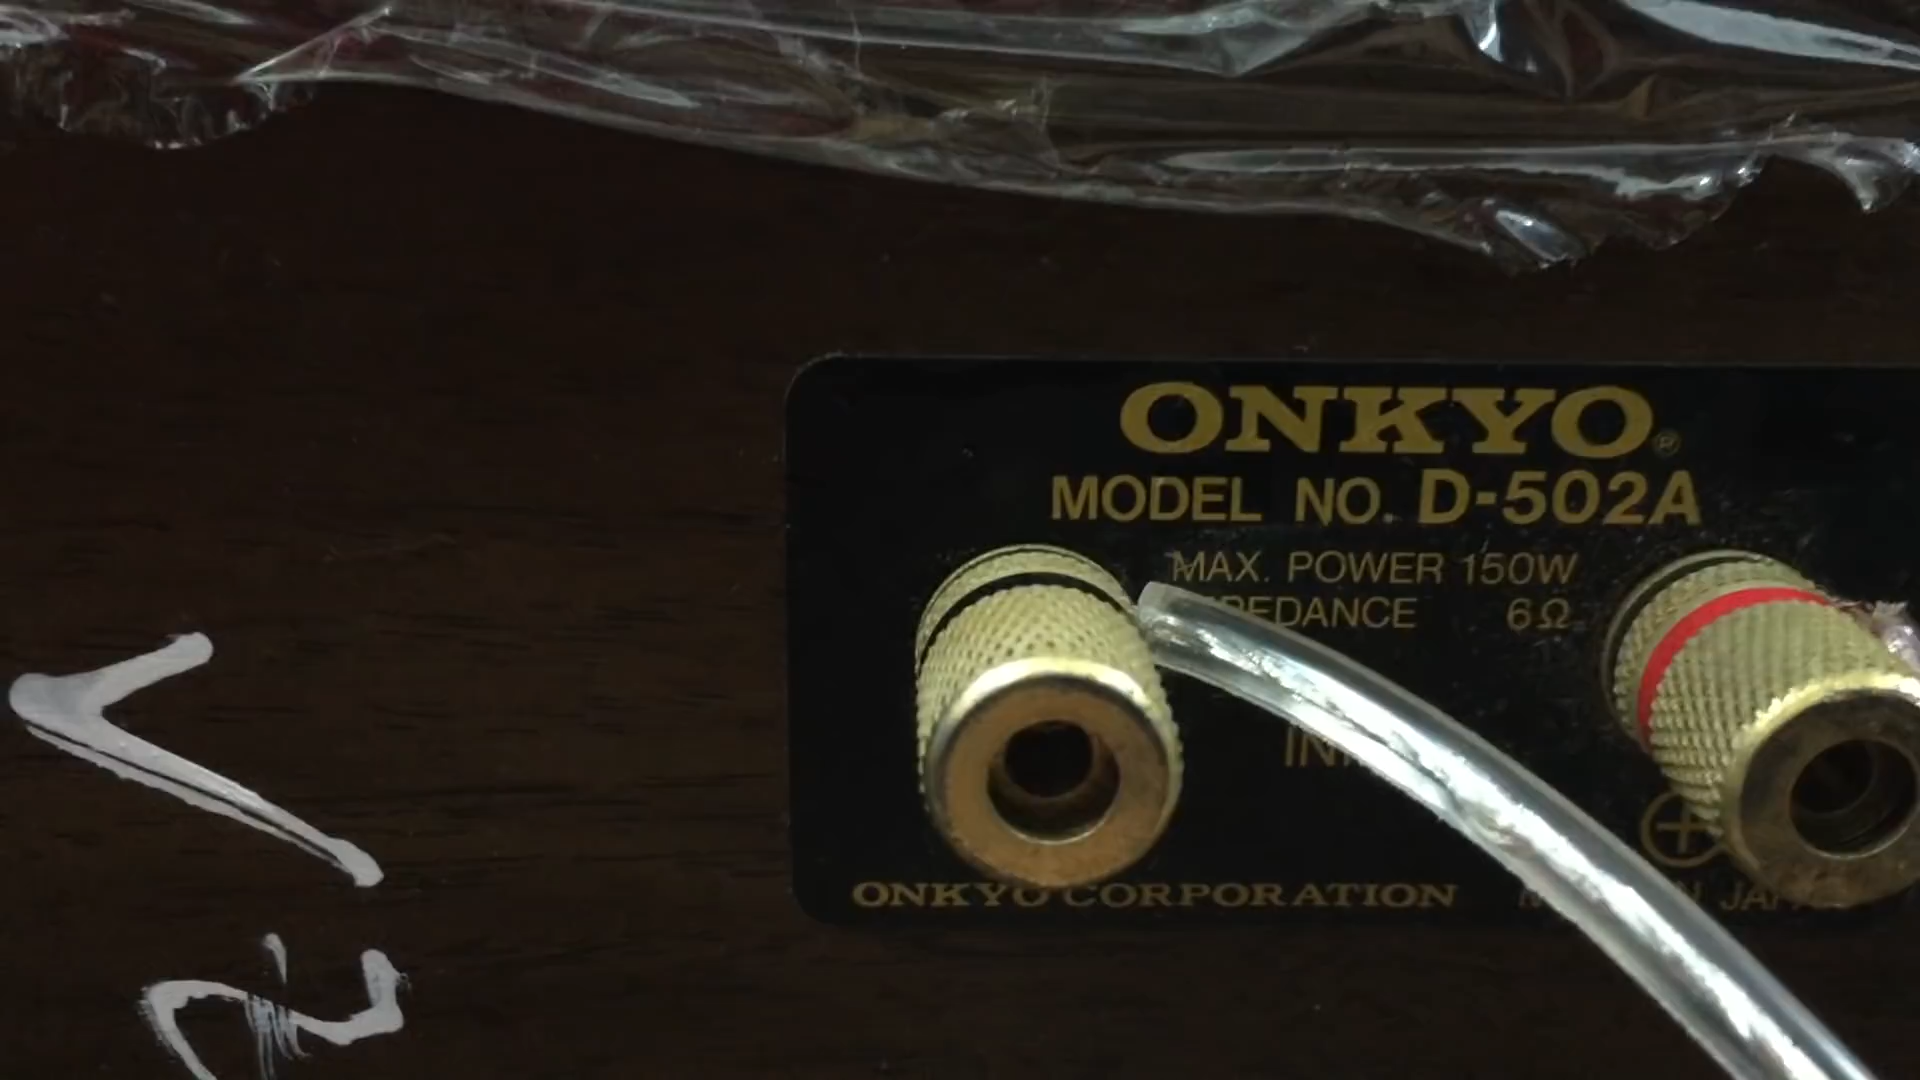 ONKYO®
MODEL NO. D-502A
MAX. POWER 150W
6Ω
ONKYO CORPORATION